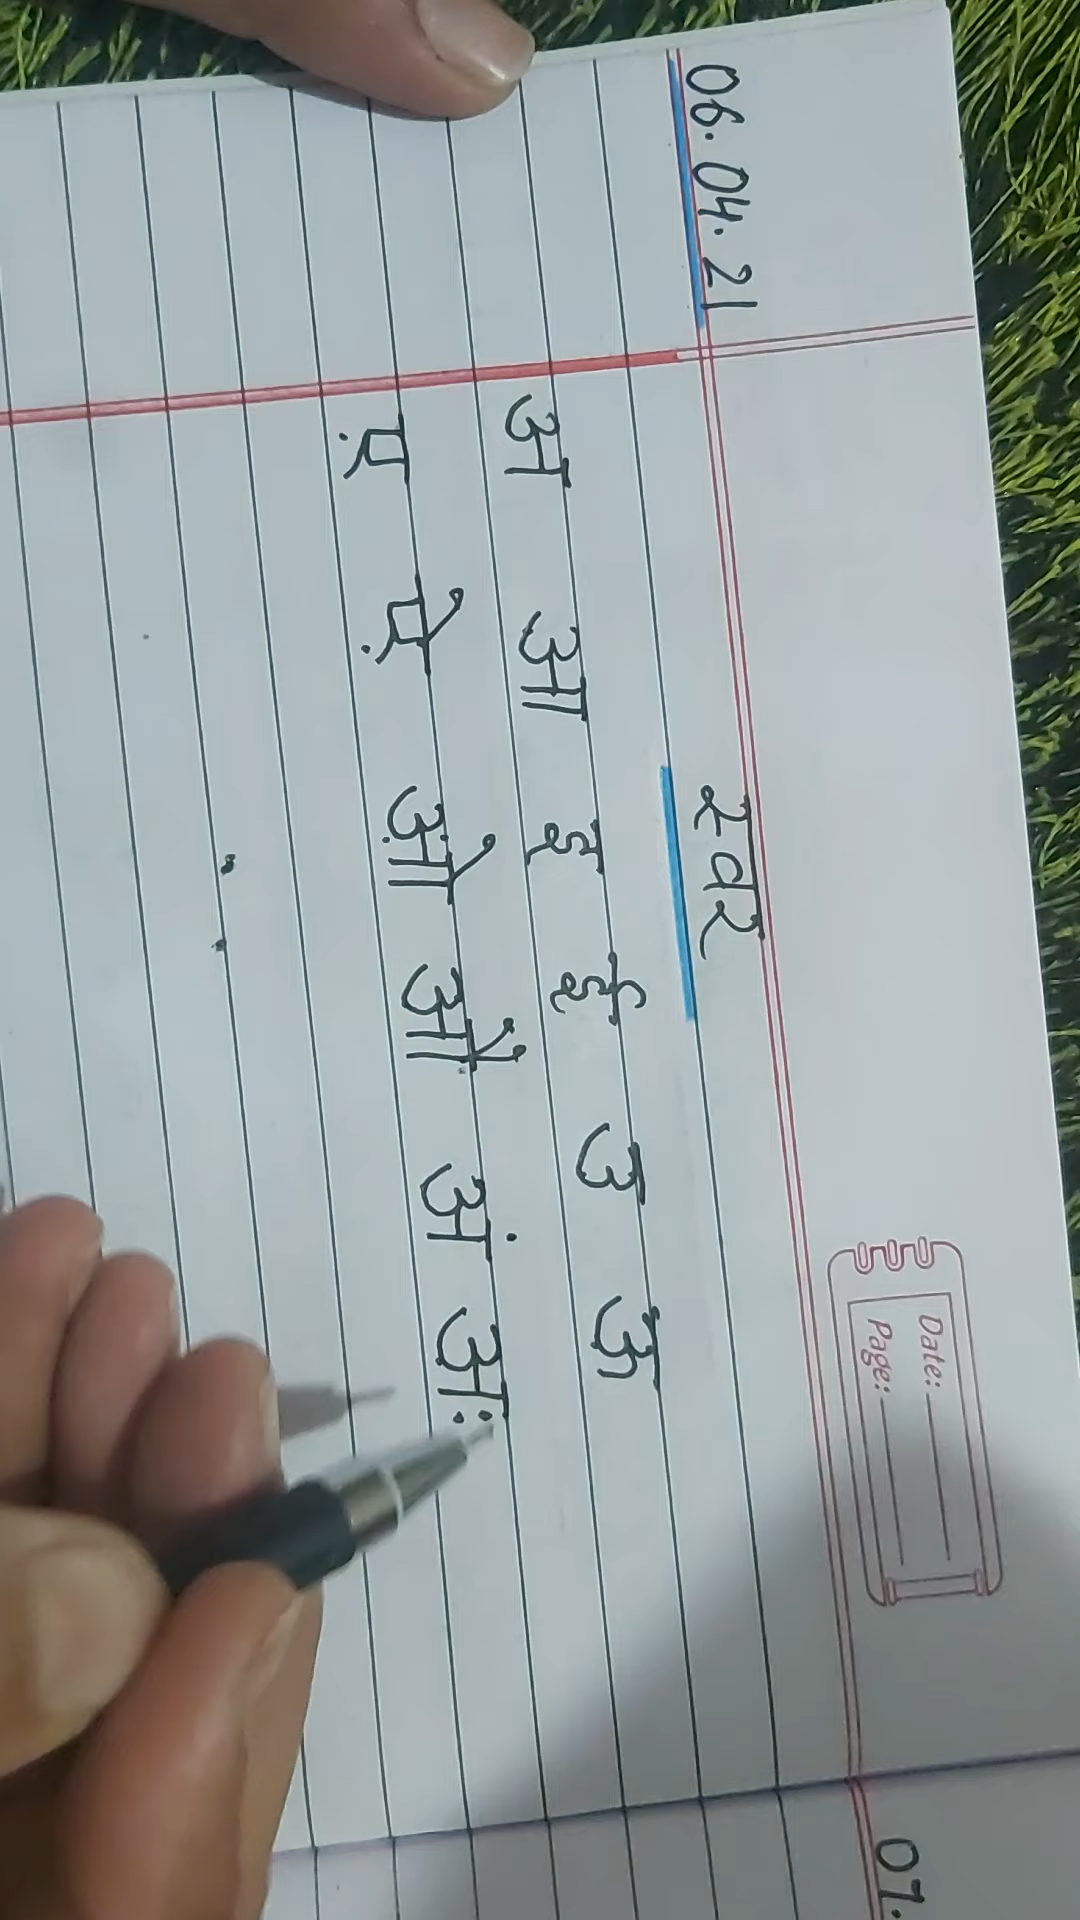 06.04.21
Date:
Page:
स्वर
अ आ इ ई उ ऊ
ए ऐ ओ औ अं अः
07.